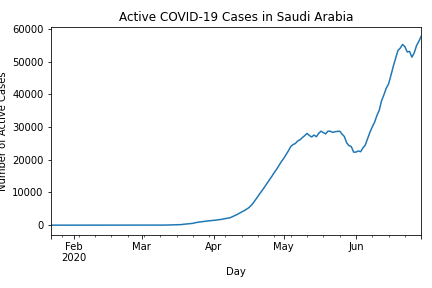 Active COVID-19 Cases in Saudi Arabia
60000
50000
40000
30000
20000
10000
0
Number of Active Cases
Feb
2020
Mar
Apr
May
Jun
Day